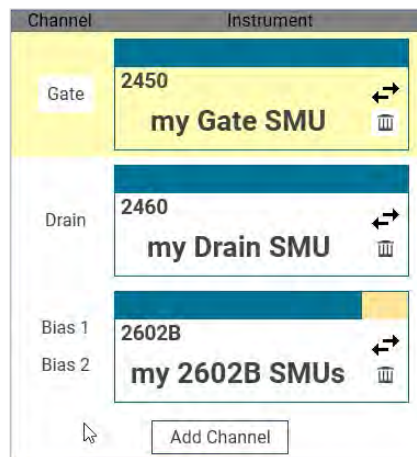 Channel Instrument
2450
Gate
my Gate SMU
2460
Drain
my Drain SMU
Bias 1
2602B
Bias 2
my 2602B SMUs
Add Channel